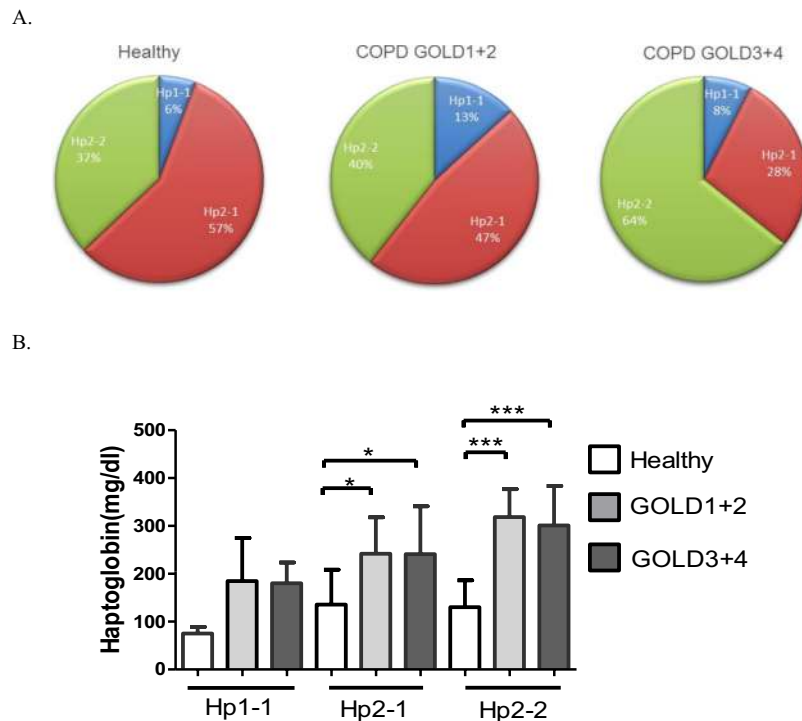 A.
Healthy
COPD GOLD1+2
COPD GOLD3+4
Hp1-1
6%
Hp2-2
37%
Hp2-1
57%
Hp1-1
13%
Hp2-2
40%
Hp2-1
47%
Hp1-1
8%
Hp2-1
28%
Hp2-2
64%
B.
Haptoglobin(mg/dl)
500
400
300
200
100
0
*
*
***
***
Healthy
GOLD1+2
GOLD3+4
Hp1-1
Hp2-1
Hp2-2